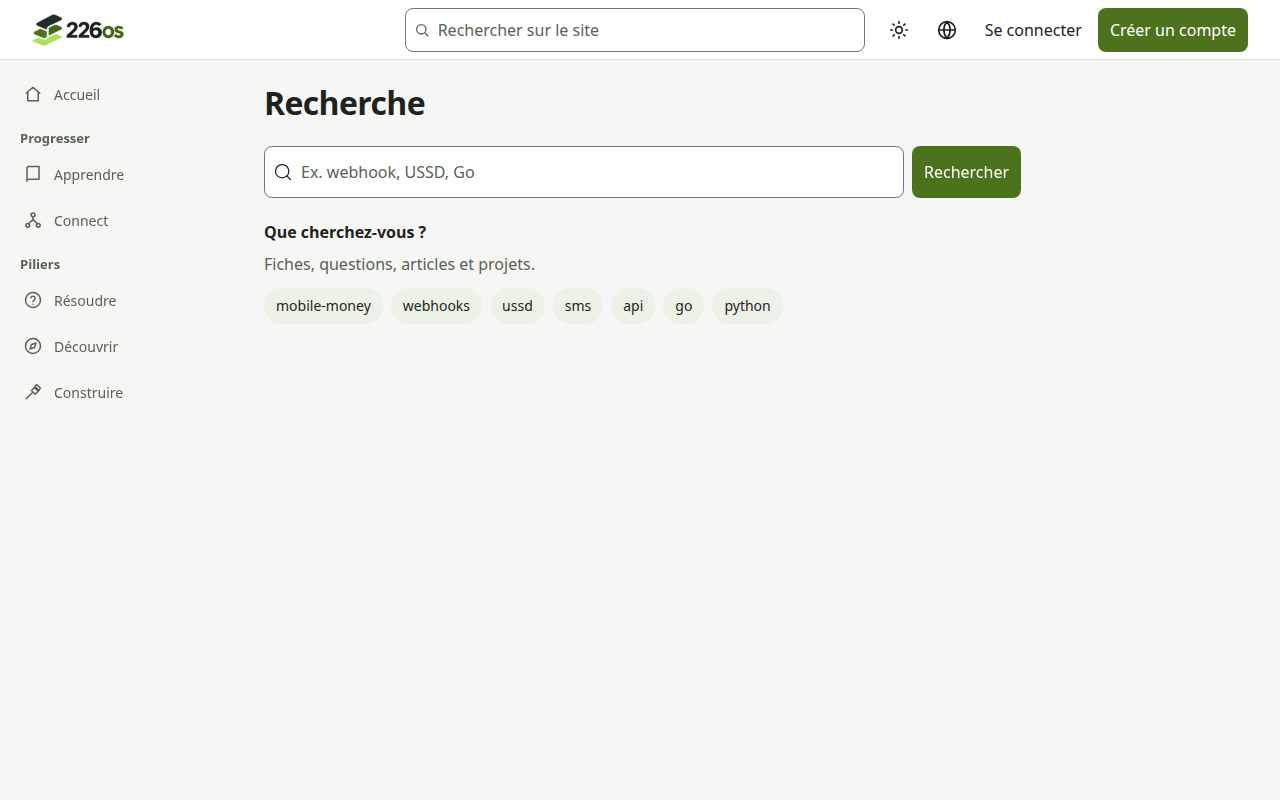 226os
Rechercher sur le site
Se connecter
Créer un compte
Accueil
Progresser
Apprendre
Connect
Piliers
Résoudre
Découvrir
Construire
Recherche
Ex. webhook, USSD, Go
Rechercher
Que cherchez-vous ?
Fiches, questions, articles et projets.
mobile-money webhooks ussd sms api go python